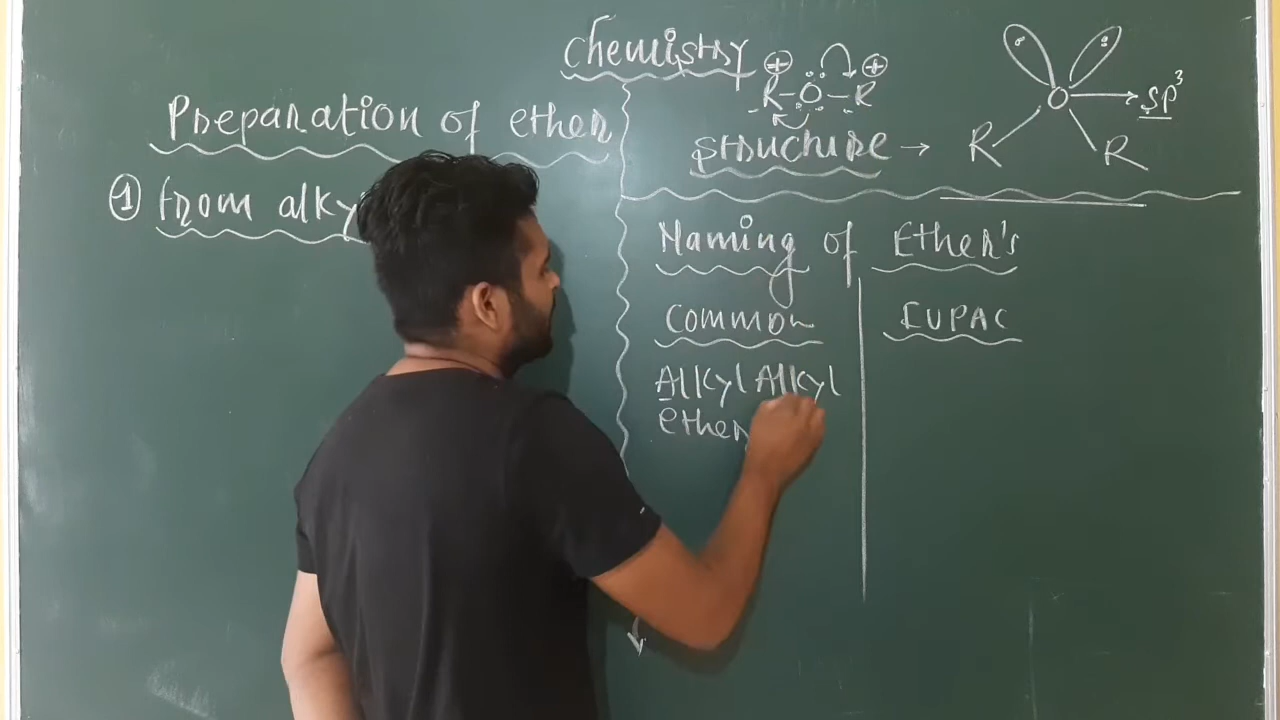 Chemistry
Preparation of ether
① from alky
R–O–R
structure →
O → SP³
R R
Naming of Ether's
Common
IUPAC
Alkyl Alkyl
ether